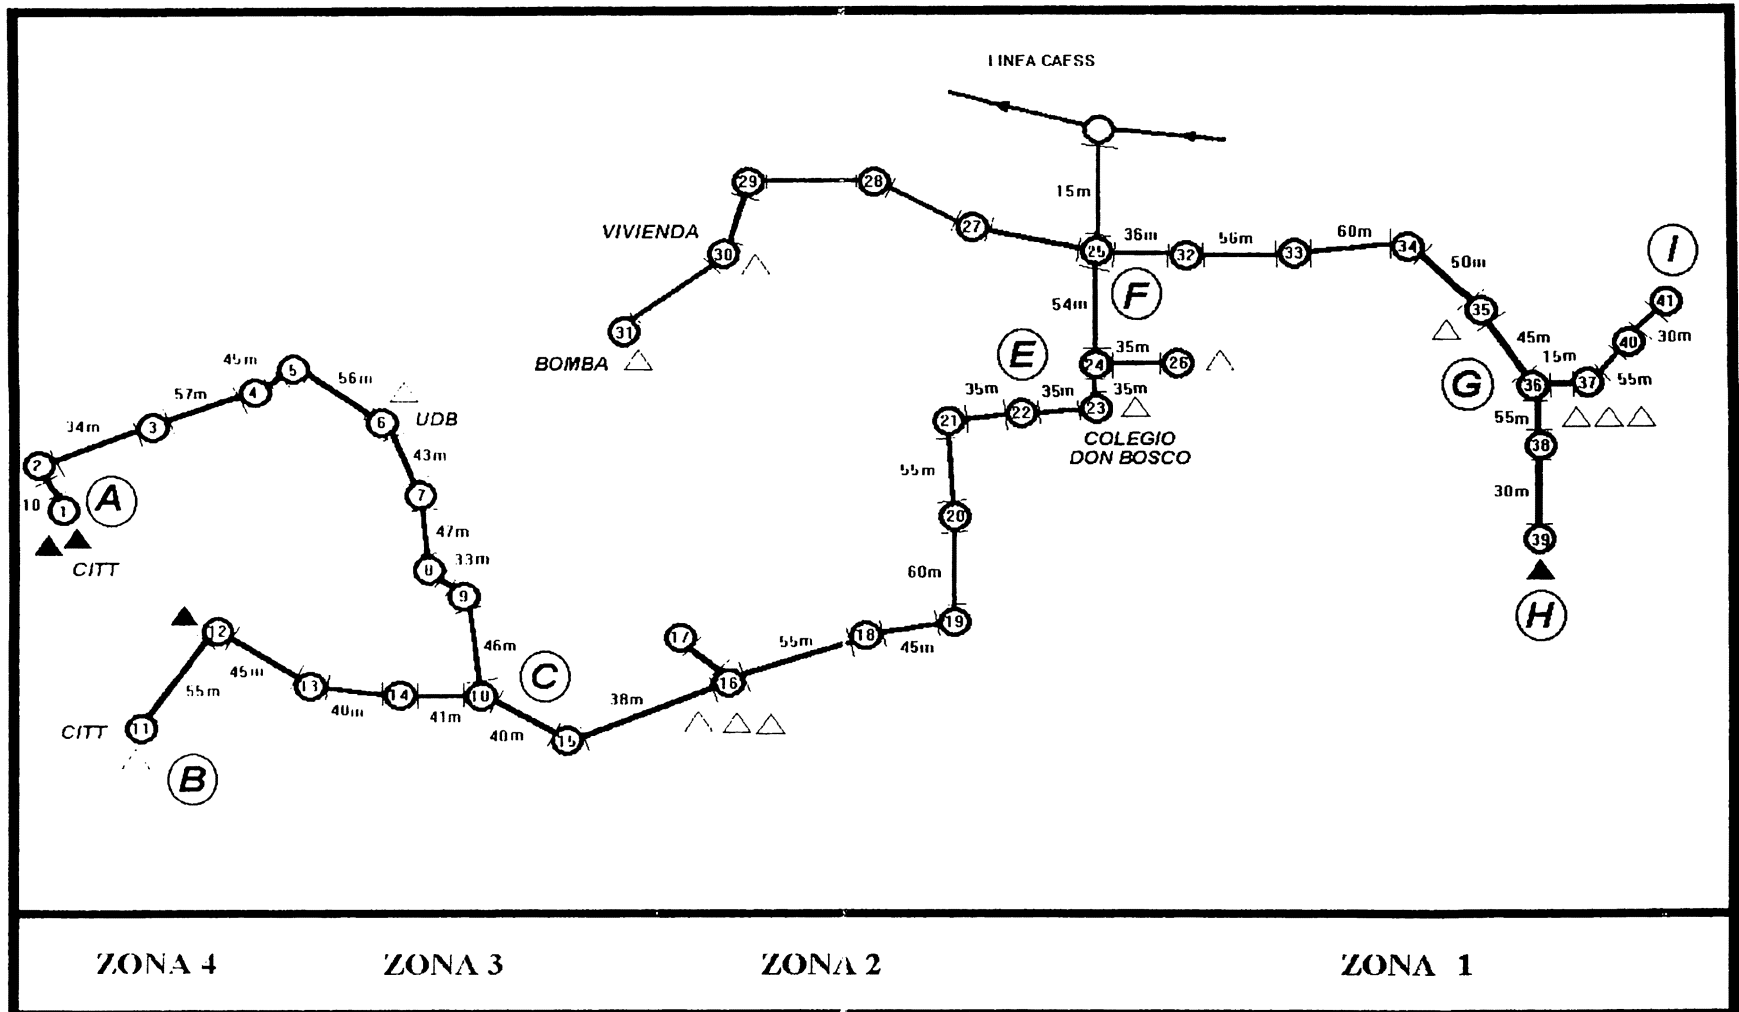 LINEA CAESS
15m
29
28
27
VIVIENDA
30
25
36m
32
56m
33
60m
34
I
50m
F
54m
31
BOMBA
35
41
45m
30m
40
E
35m
24
26
15m
G
36
37
55m
45m
5
57m
4
56m
6
UDB
35m
35m
35m
21
22
23
COLEGIO
DON BOSCO
55m
38
34m
3
43m
2
55m
10
1
A
7
30m
20
39
CITT
47m
33m
8
9
60m
H
12
46m
17
55m
18
19
45m
45m
C
55m
13
14
10
16
38m
40m
41m
CITT
11
40m
15
B
ZONA 4
ZONA 3
ZONA 2
ZONA 1